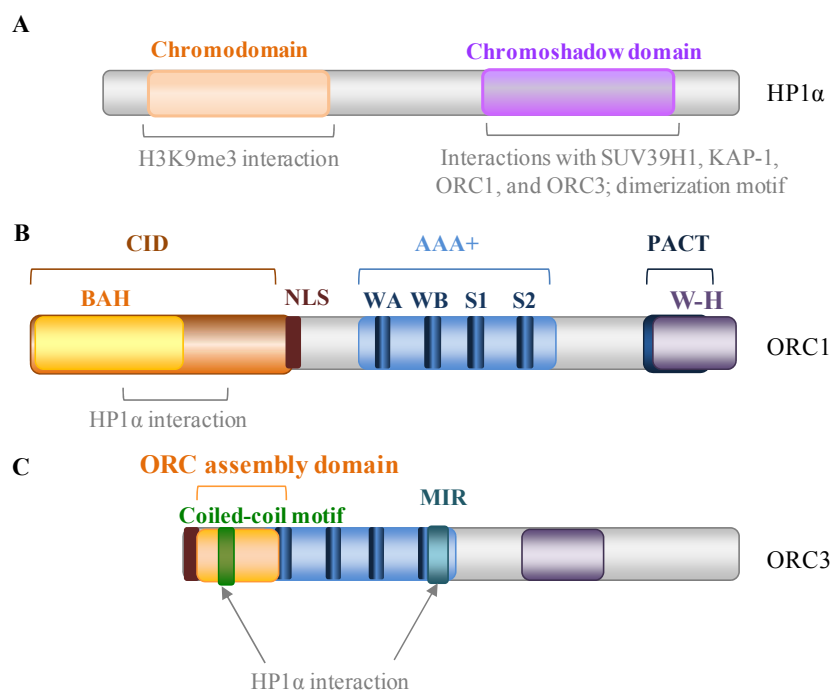 A
Chromodomain
Chromoshadow domain
HP1α
H3K9me3 interaction
Interactions with SUV39H1, KAP-1,
ORC1, and ORC3; dimerization motif
B
CID
AAA+
PACT
BAH
NLS
WA
WB
S1
S2
W-H
ORC1
HP1α interaction
C
ORC assembly domain
MIR
Coiled-coil motif
ORC3
HP1α interaction